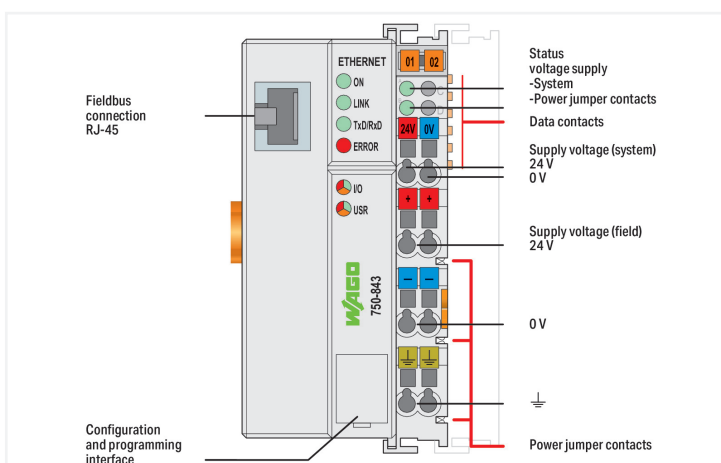 Fieldbus
connection
RJ-45
Configuration
and programming
interface
ETHERNET
ON
LINK
TxD/RxD
ERROR
I/O
USR
WAGO
750-843
01 02
24V 0V
+ +
— —
Status
voltage supply
-System
-Power jumper contacts
Data contacts
Supply voltage (system)
24 V
0 V
Supply voltage (field)
24 V
0 V
Power jumper contacts